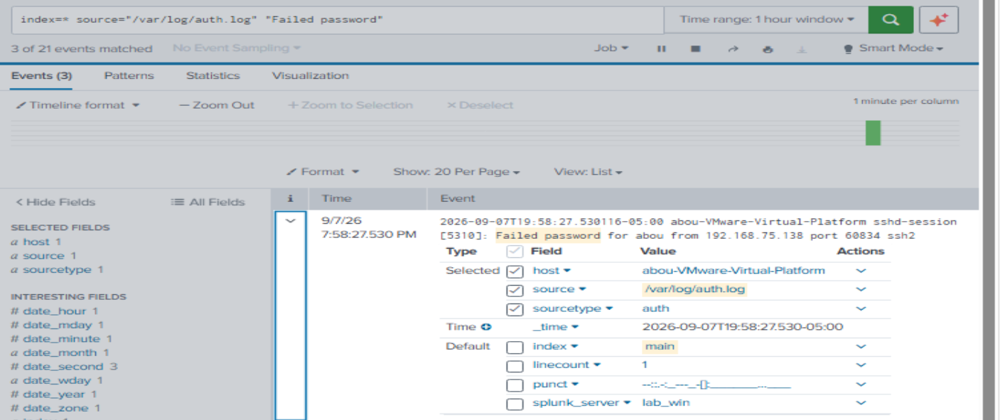 index=* source="/var/log/auth.log" "Failed password"
Time range: 1 hour window
3 of 21 events matched
No Event Sampling
Job
Smart Mode
Events (3)
Patterns
Statistics
Visualization
Timeline format
— Zoom Out
+ Zoom to Selection
× Deselect
1 minute per column
Format
Show: 20 Per Page
View: List
< Hide Fields
All Fields
i
Time
Event
SELECTED FIELDS
a host 1
a source 1
a sourcetype 1
INTERESTING FIELDS
# date_hour 1
# date_mday 1
# date_minute 1
a date_month 1
# date_second 3
a date_wday 1
# date_year 1
# date_zone 1
9/7/26
7:58:27.530 PM
2026-09-07T19:58:27.530116-05:00 abou-VMware-Virtual-Platform sshd-session
[5310]: Failed password for abou from 192.168.75.138 port 60834 ssh2
Type Field Value Actions
Selected host abou-VMware-Virtual-Platform
source /var/log/auth.log
sourcetype auth
Time _time 2026-09-07T19:58:27.530-05:00
Default index main
linecount 1
punct
splunk_server lab_win